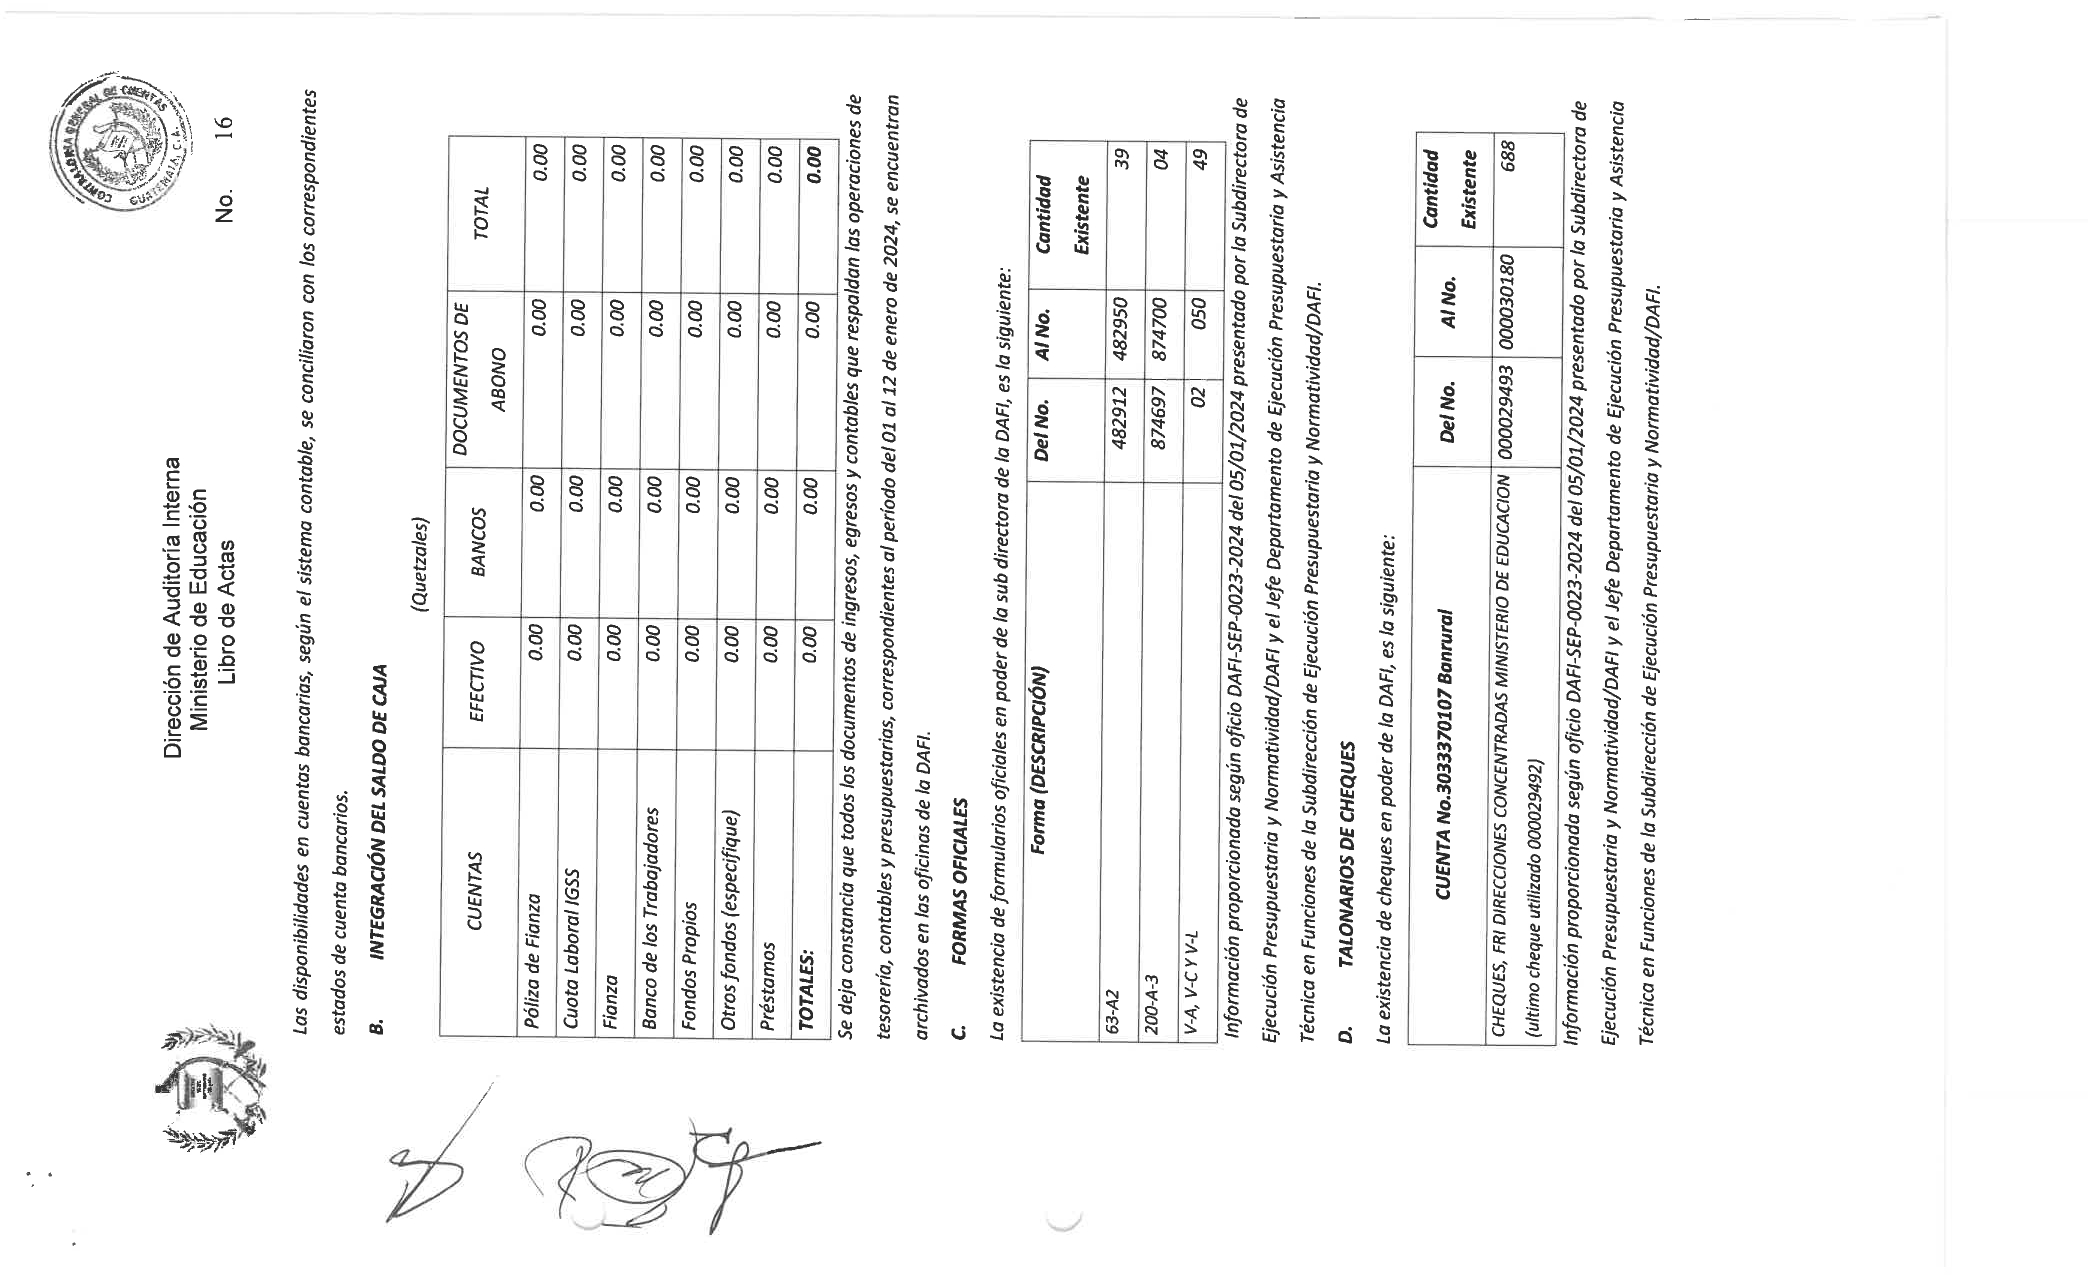 CONTRALORIA GENERAL DE CUENTAS
GUATEMALA, C.A.
Dirección de Auditoría Interna
Ministerio de Educación
Libro de Actas
No. 16
Las disponibilidades en cuentas bancarias, según el sistema contable, se conciliaron con los correspondientes
estados de cuenta bancarios.
B. INTEGRACIÓN DEL SALDO DE CAJA
(Quetzales)
CUENTAS EFECTIVO BANCOS DOCUMENTOS DE ABONO TOTAL
Póliza de Fianza 0.00 0.00 0.00 0.00
Cuota Laboral IGSS 0.00 0.00 0.00 0.00
Fianza 0.00 0.00 0.00 0.00
Banco de los Trabajadores 0.00 0.00 0.00 0.00
Fondos Propios 0.00 0.00 0.00 0.00
Otros fondos (especifique) 0.00 0.00 0.00 0.00
Préstamos 0.00 0.00 0.00 0.00
TOTALES: 0.00 0.00 0.00 0.00
Se deja constancia que todos los documentos de ingresos, egresos y contables que respaldan las operaciones de
tesorería, contables y presupuestarias, correspondientes al período del 01 al 12 de enero de 2024, se encuentran
archivados en las oficinas de la DAFI.
C. FORMAS OFICIALES
La existencia de formularios oficiales en poder de la sub directora de la DAFI, es la siguiente:
Forma (DESCRIPCIÓN) Del No. Al No. Cantidad Existente
63-A2 482912 482950 39
200-A-3 874697 874700 04
V-A, V-C Y V-L 02 050 49
Información proporcionada según oficio DAFI-SEP-0023-2024 del 05/01/2024 presentado por la Subdirectora de
Ejecución Presupuestaria y Normatividad/DAFI y el Jefe Departamento de Ejecución Presupuestaria y Asistencia
Técnica en Funciones de la Subdirección de Ejecución Presupuestaria y Normatividad/DAFI.
D. TALONARIOS DE CHEQUES
La existencia de cheques en poder de la DAFI, es la siguiente:
CUENTA No.3033370107 Banrural Del No. Al No. Cantidad Existente
CHEQUES, FRI DIRECCIONES CONCENTRADAS MINISTERIO DE EDUCACION 000029493 000030180 688
(ultimo cheque utilizado 000029492)
Información proporcionada según oficio DAFI-SEP-0023-2024 del 05/01/2024 presentado por la Subdirectora de
Ejecución Presupuestaria y Normatividad/DAFI y el Jefe Departamento de Ejecución Presupuestaria y Asistencia
Técnica en Funciones de la Subdirección de Ejecución Presupuestaria y Normatividad/DAFI.